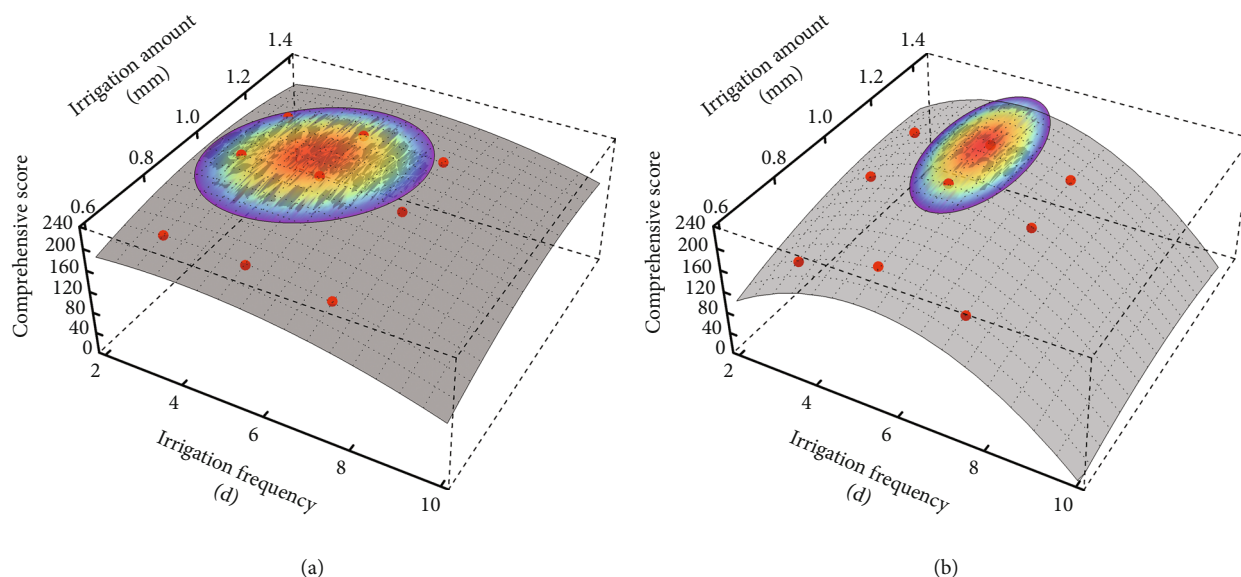 Irrigation amount
(mm)
1.4
1.2
1.0
0.8
0.6
Comprehensive score
240
200
160
120
80
40
0
2
4
6
8
10
Irrigation frequency
(d)
(a)
Irrigation amount
(mm)
1.4
1.2
1.0
0.8
0.6
Comprehensive score
240
200
160
120
80
40
0
2
4
6
8
10
Irrigation frequency
(d)
(b)